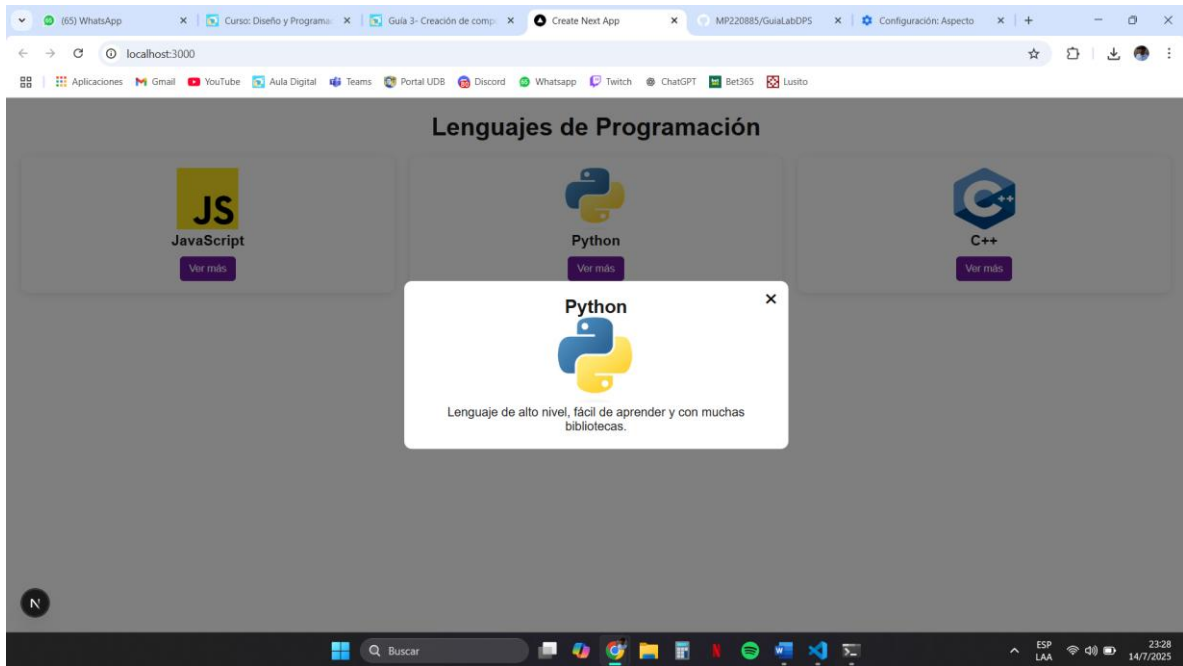 (65) WhatsApp
Curso: Diseño y Programa
Guía 3- Creación de comp
Create Next App
MP220885/GuiaLabDPS
Configuración: Aspecto
localhost:3000
Aplicaciones
Gmail
YouTube
Aula Digital
Teams
Portal UDB
Discord
Whatsapp
Twitch
ChatGPT
Bet365
Lusito
Lenguajes de Programación
JS
JavaScript
Ver más
Python
Ver más
C++
C++
Ver más
Python
Lenguaje de alto nivel, fácil de aprender y con muchas
bibliotecas.
N
Buscar
ESP
LAA
23:28
14/7/2025